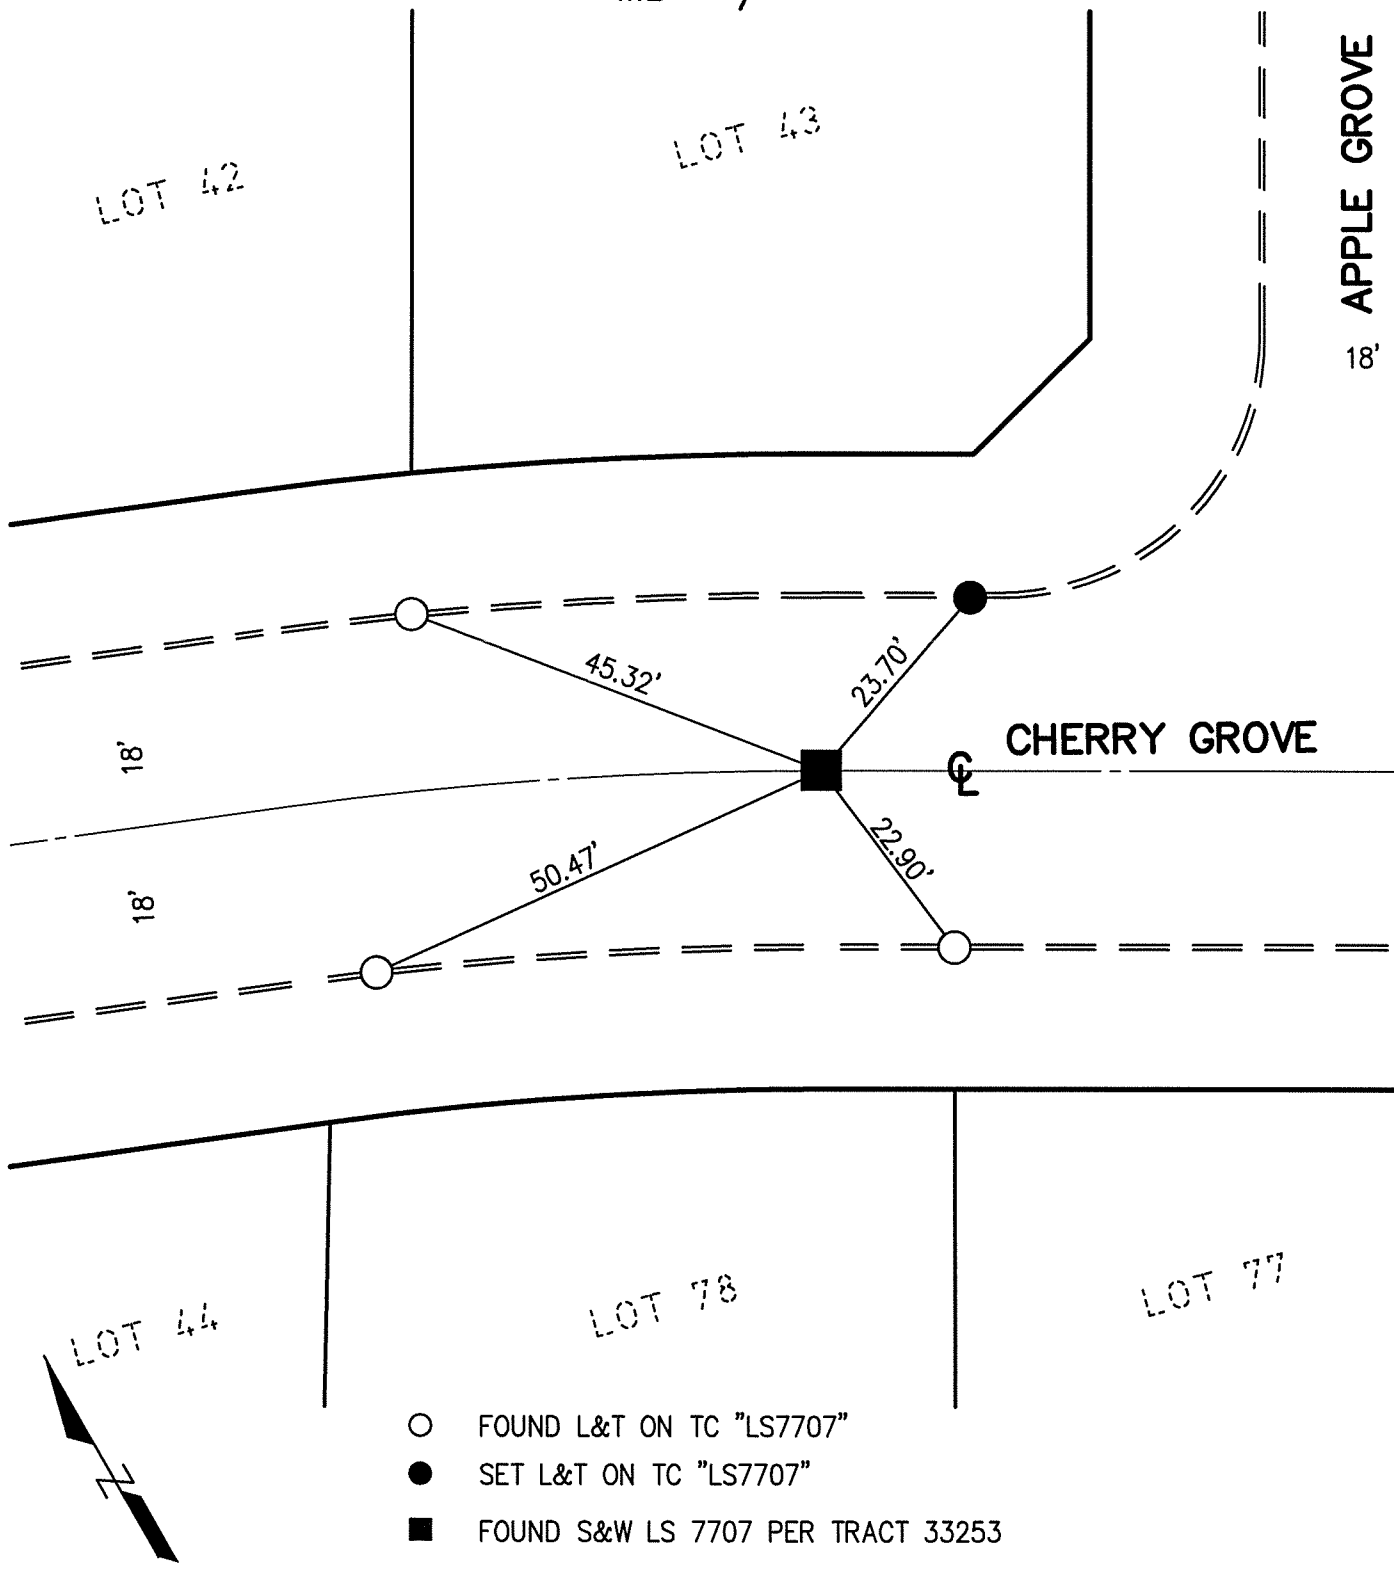 LOT 42
LOT 43
APPLE GROVE
18'
45.32'
23.70'
18'
CL CHERRY GROVE
50.47'
22.90'
18'
LOT 44
LOT 78
LOT 77
N
FOUND L&T ON TC "LS7707"
SET L&T ON TC "LS7707"
FOUND S&W LS 7707 PER TRACT 33253